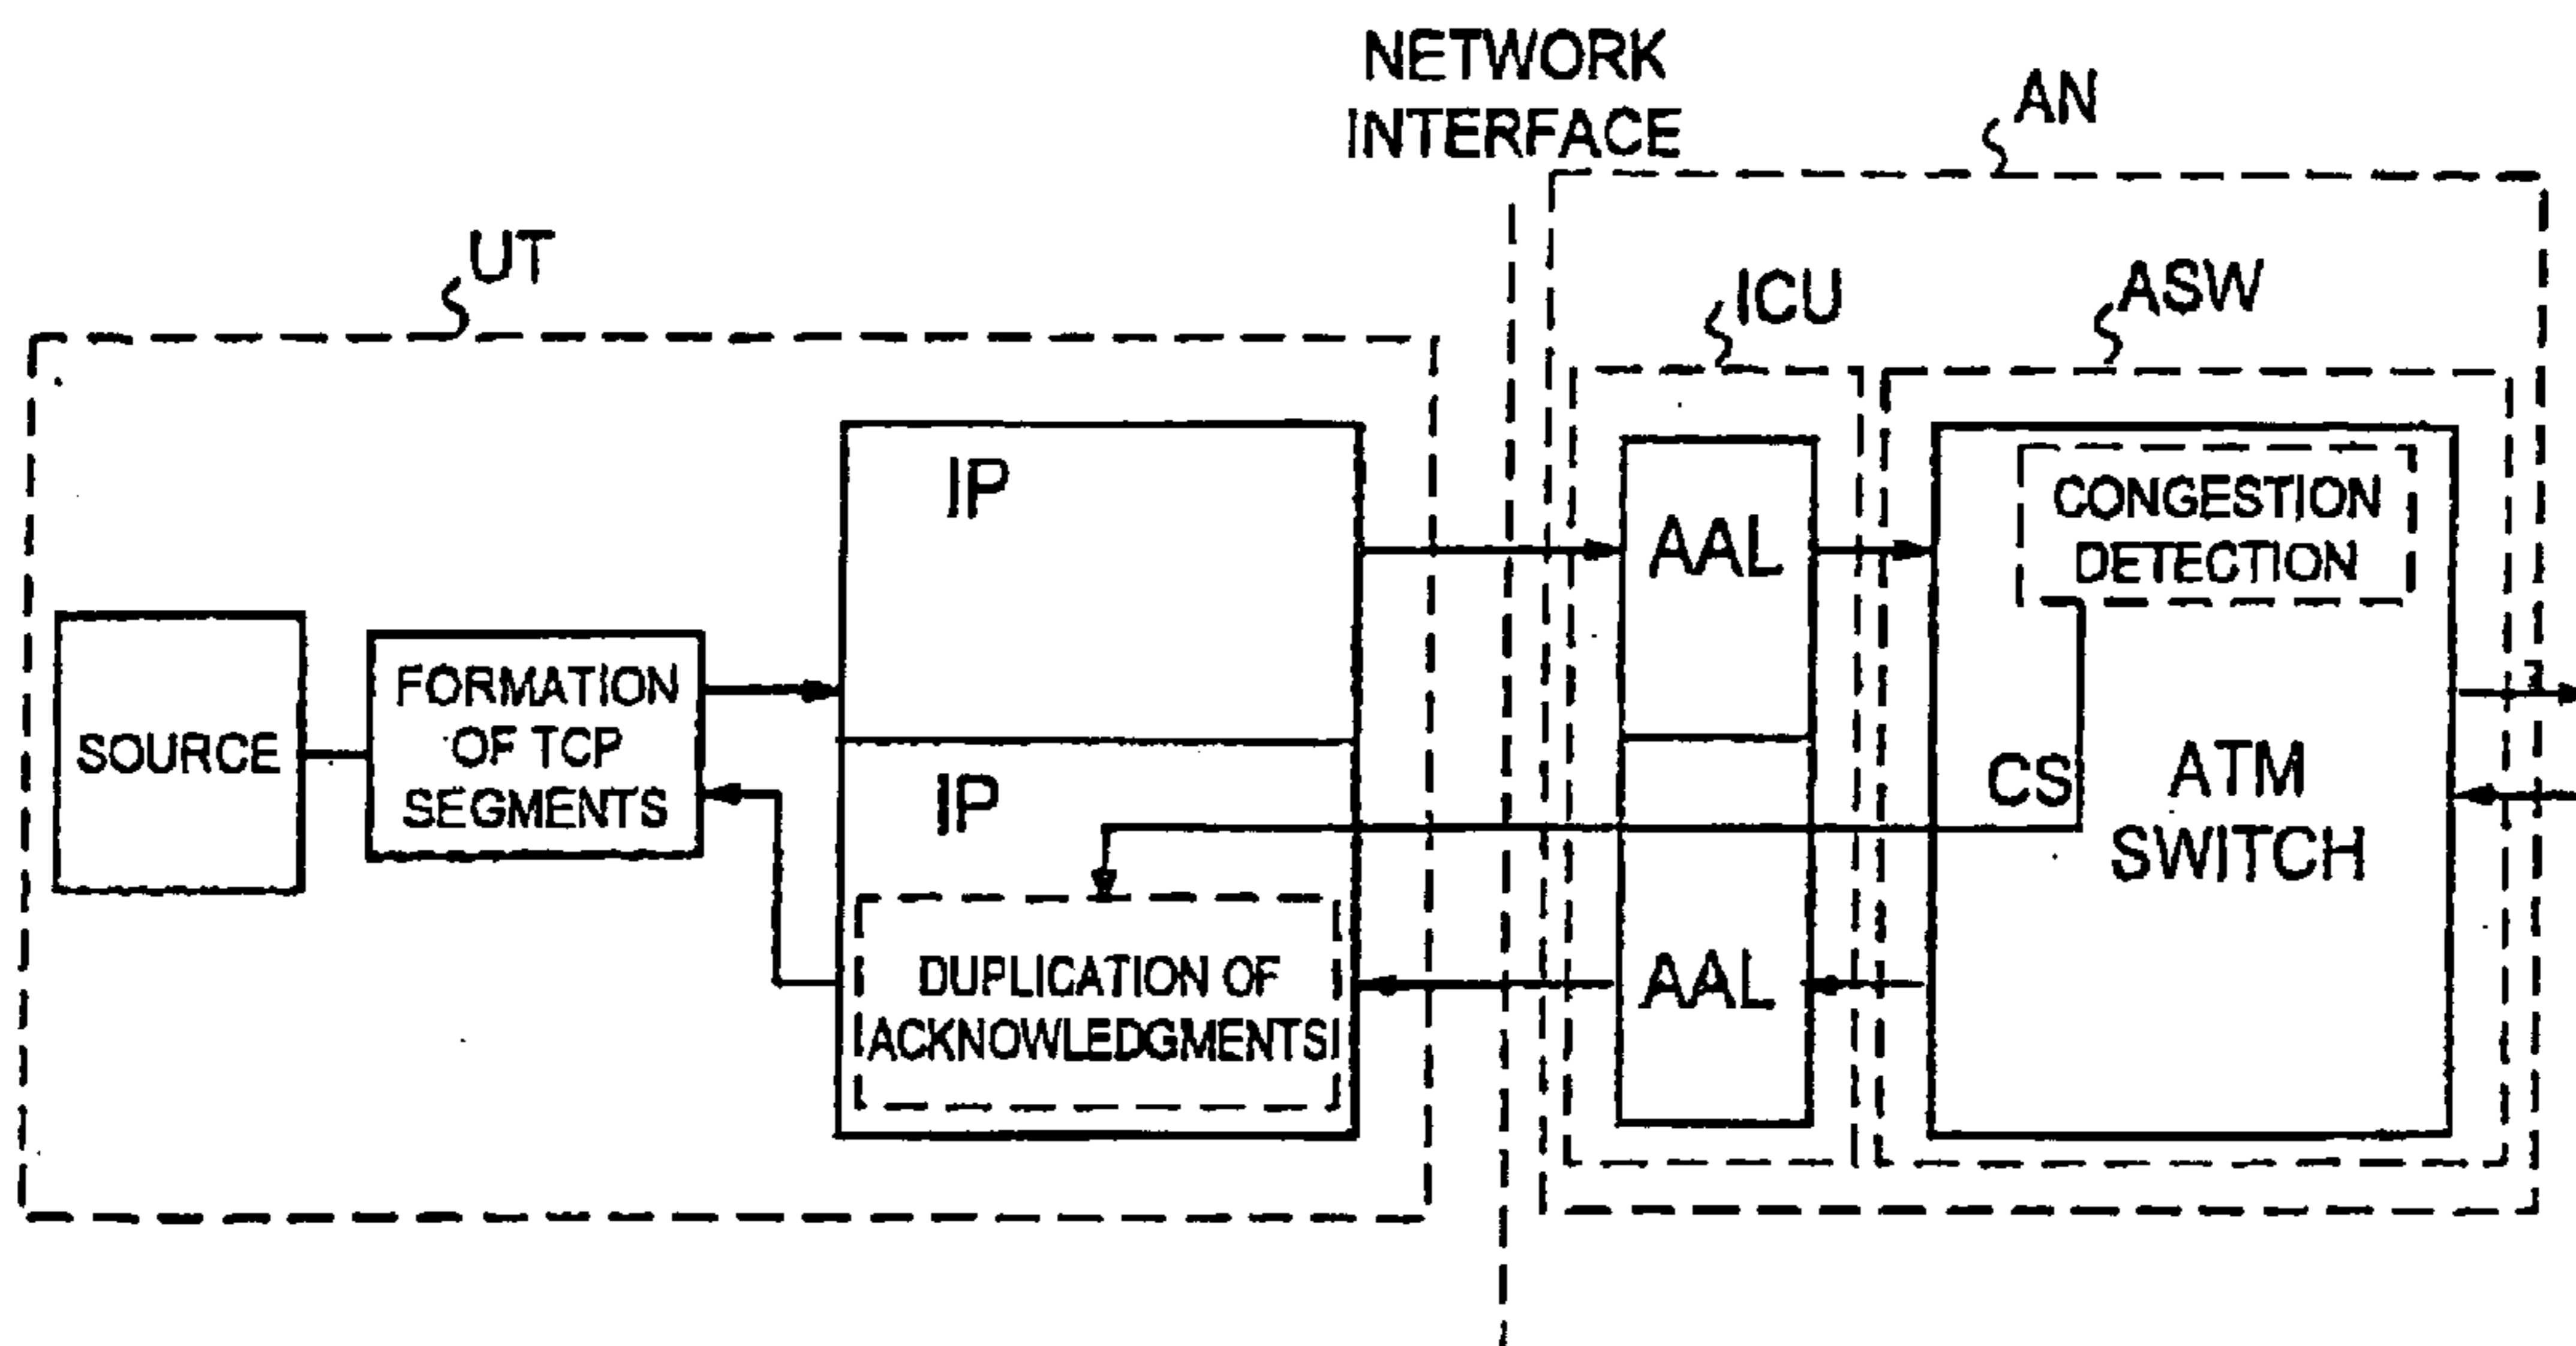 NETWORK
INTERFACE
AN
UT
ICU
ASW
IP
AAL
CONGESTION
DETECTION
SOURCE
FORMATION
OF TCP
SEGMENTS
IP
CS
ATM
SWITCH
DUPLICATION OF
ACKNOWLEDGMENTS
AAL